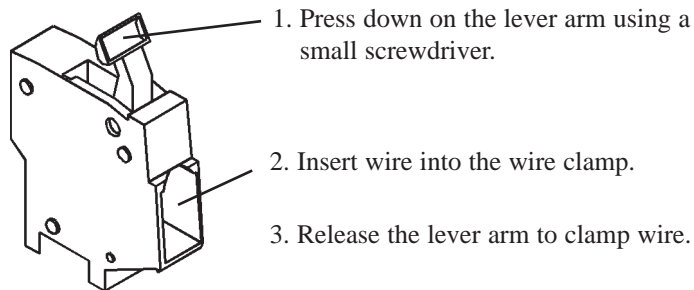 1. Press down on the lever arm using a
small screwdriver.
2. Insert wire into the wire clamp.
3. Release the lever arm to clamp wire.